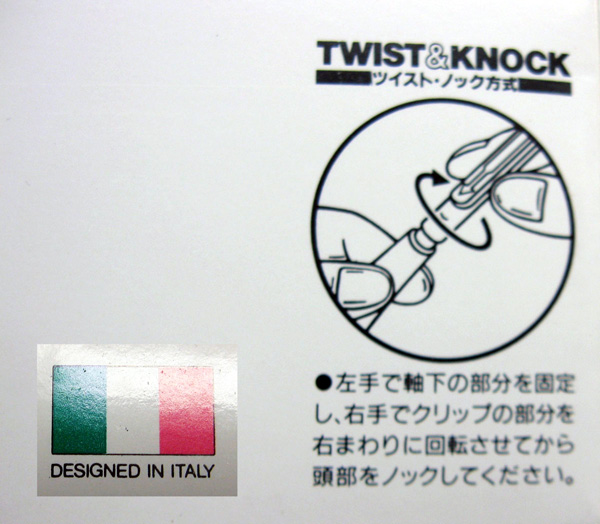 TWIST&KNOCK
ツイスト・ノック方式
●左手で軸下の部分を固定
し、右手でクリップの部分を
右まわりに回転させてから
頭部をノックしてください。
DESIGNED IN ITALY